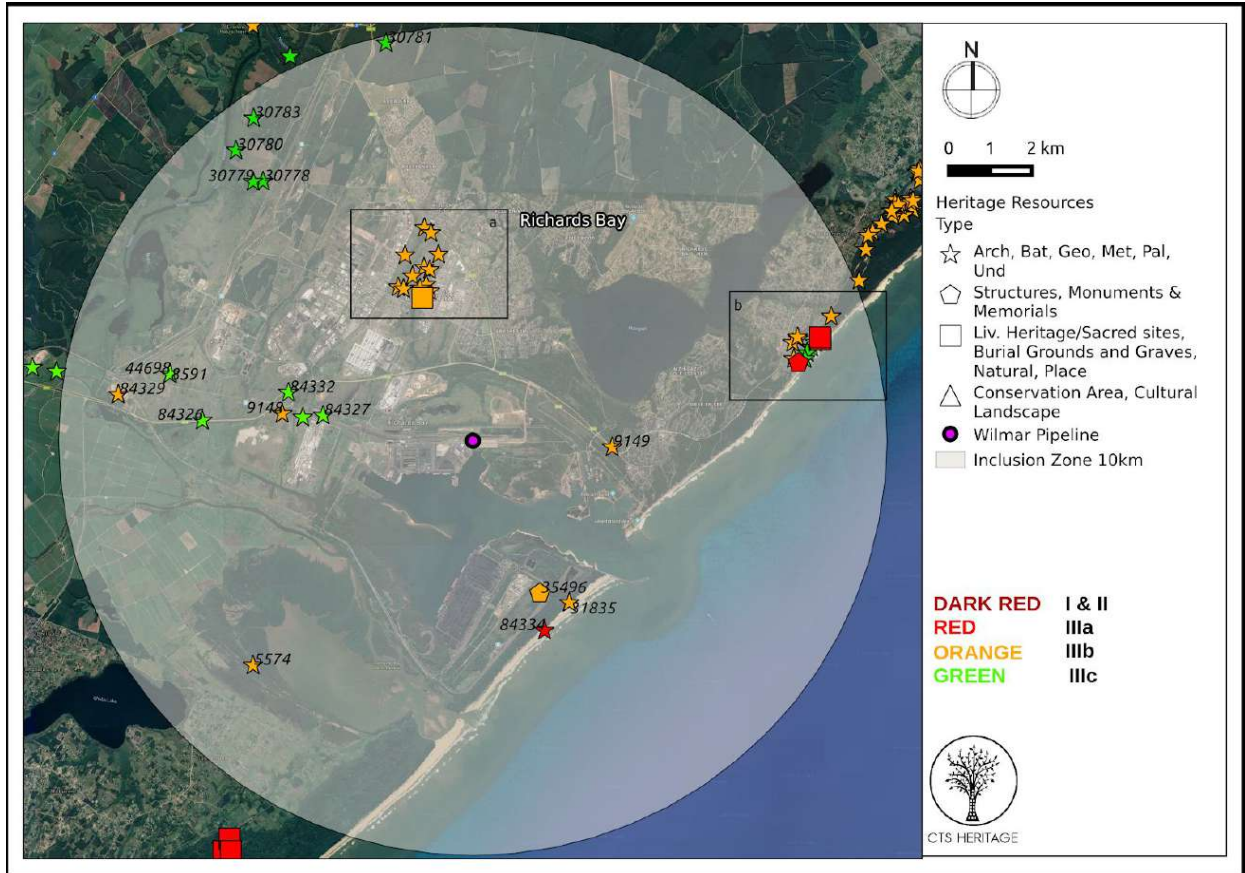 30781
30783
30780
30779
30778
a
Richards Bay
b
44698
8591
84329
84332
84326
9148
84327
9149
35496
31835
84334
5574
N
0 1 2 km
Heritage Resources
Type
Arch, Bat, Geo, Met, Pal,
Und
Structures, Monuments &
Memorials
Liv. Heritage/Sacred sites,
Burial Grounds and Graves,
Natural, Place
Conservation Area, Cultural
Landscape
Wilmar Pipeline
Inclusion Zone 10km
DARK RED I & II
RED IIIa
ORANGE IIIb
GREEN IIIc
CTS HERITAGE